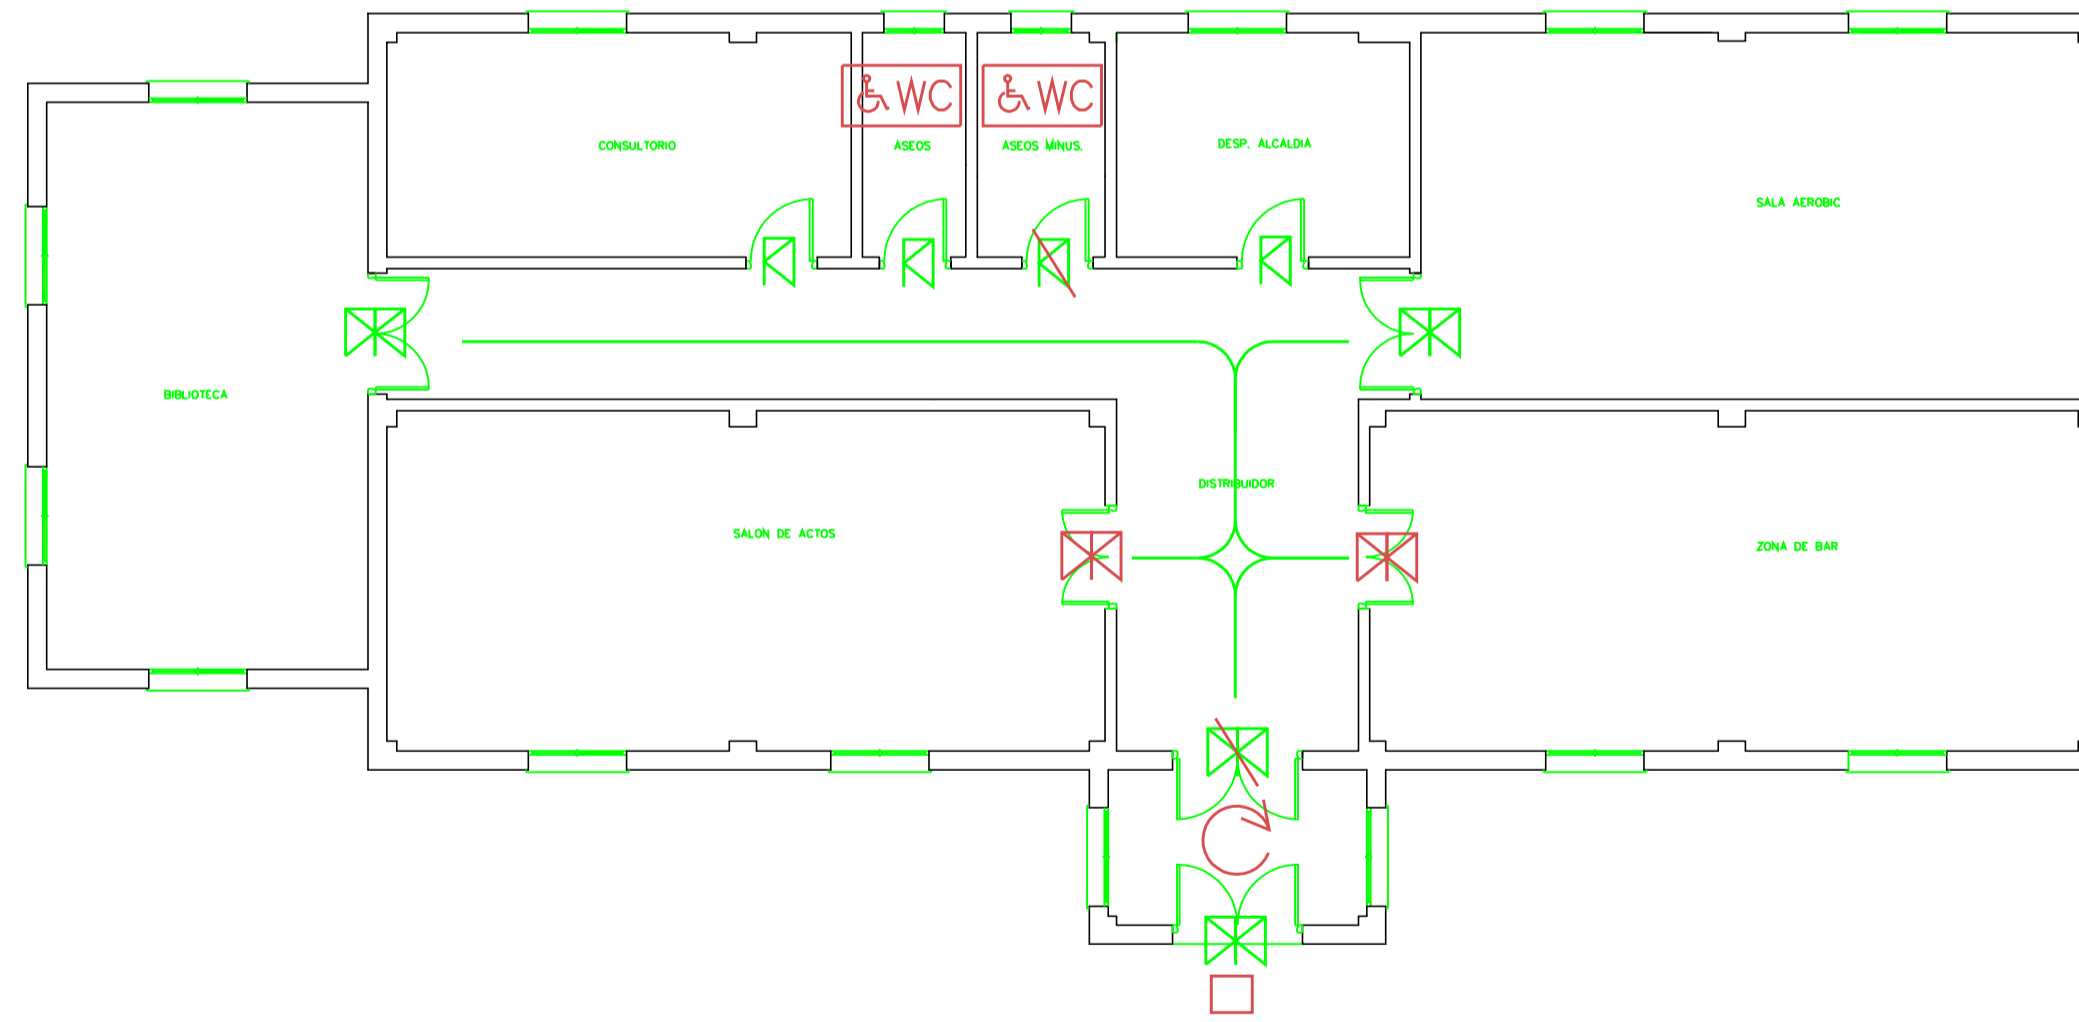 WC
WC
CONSULTORIO
ASEOS
ASEOS MINUS.
DESP. ALCALDIA
SALA AEROBIC
BIBLIOTECA
DISTRIBUIDOR
SALON DE ACTOS
ZONA DE BAR